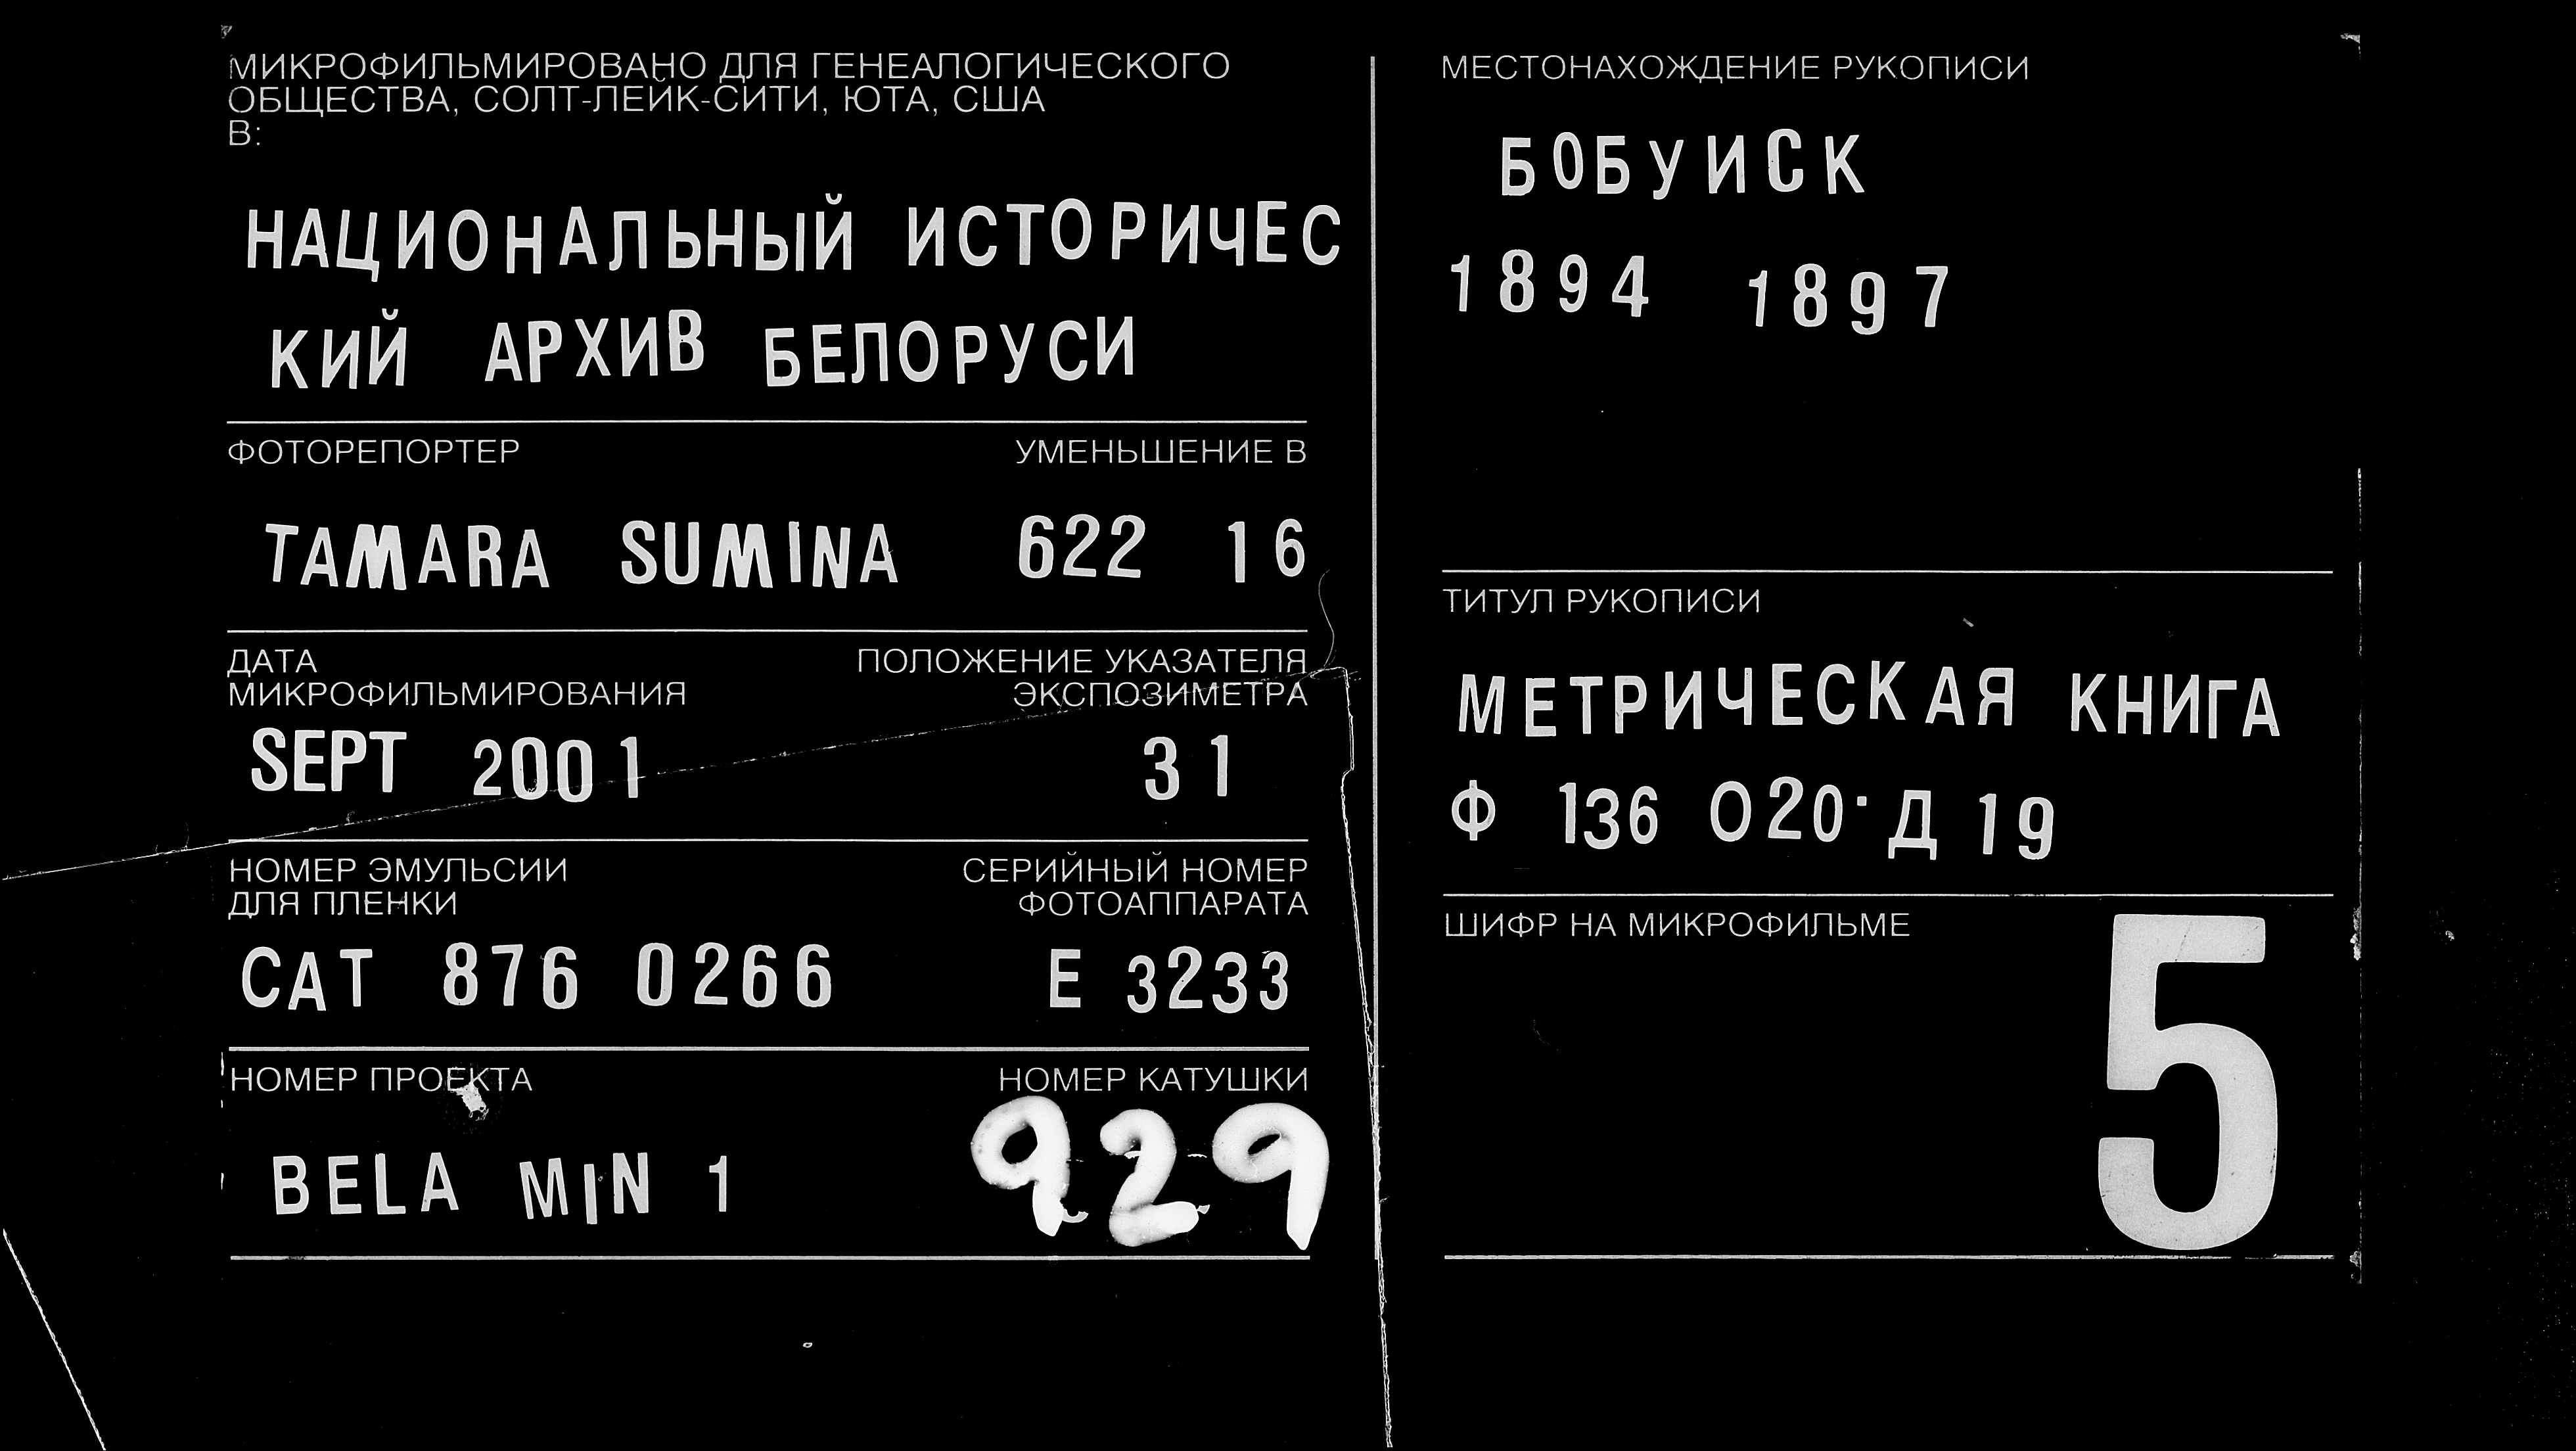 МИКРОФИЛЬМИРОВАНО ДЛЯ ГЕНЕАЛОГИЧЕСКОГО
ОБЩЕСТВА, СОЛТ-ЛЕЙК-СИТИ, ЮТА, США
В:
НАЦИОНАЛЬНЫЙ ИСТОРИЧЕС
КИЙ АРХИВ БЕЛОРУСИ
ФОТОРЕПОРТЕР УМЕНЬШЕНИЕ В
TAMARA SUMINA 622 16
ДАТА
МИКРОФИЛЬМИРОВАНИЯ
ПОЛОЖЕНИЕ УКАЗАТЕЛЯ
ЭКСПОЗИМЕТРА
SEPT 2001 31
НОМЕР ЭМУЛЬСИИ
ДЛЯ ПЛЕНКИ
СЕРИЙНЫЙ НОМЕР
ФОТОАППАРАТА
CAT 876 0266 E 3233
НОМЕР ПРОЕКТА НОМЕР КАТУШКИ
BELA MIN 1 929
МЕСТОНАХОЖДЕНИЕ РУКОПИСИ
БОБУИСК
1894 1897
ТИТУЛ РУКОПИСИ
МЕТРИЧЕСКАЯ КНИГА
Ф 136 О20· Д 19
ШИФР НА МИКРОФИЛЬМЕ
5